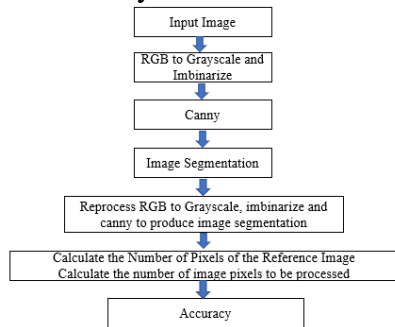 Input Image
RGB to Grayscale and
Imbinarize
Canny
Image Segmentation
Reprocess RGB to Grayscale, imbinarize and
canny to produce image segmentation
Calculate the Number of Pixels of the Reference Image
Calculate the number of image pixels to be processed
Accuracy